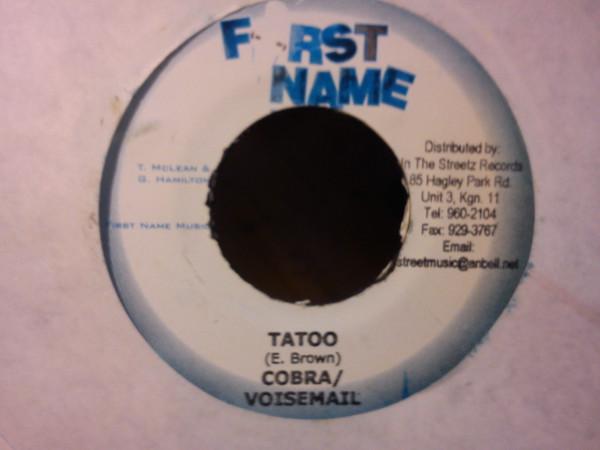 FIRST
NAME
T. MCLEAN &
G. HAMILTON
FIRST NAME MUSIC
Distributed by:
In The Streetz Records
85 Hagley Park Rd.
Unit 3, Kgn. 11
Tel: 960-2104
Fax: 929-3767
Email:
streetmusic@anbell.net
TATOO
(E. Brown)
COBRA/
VOISEMAIL